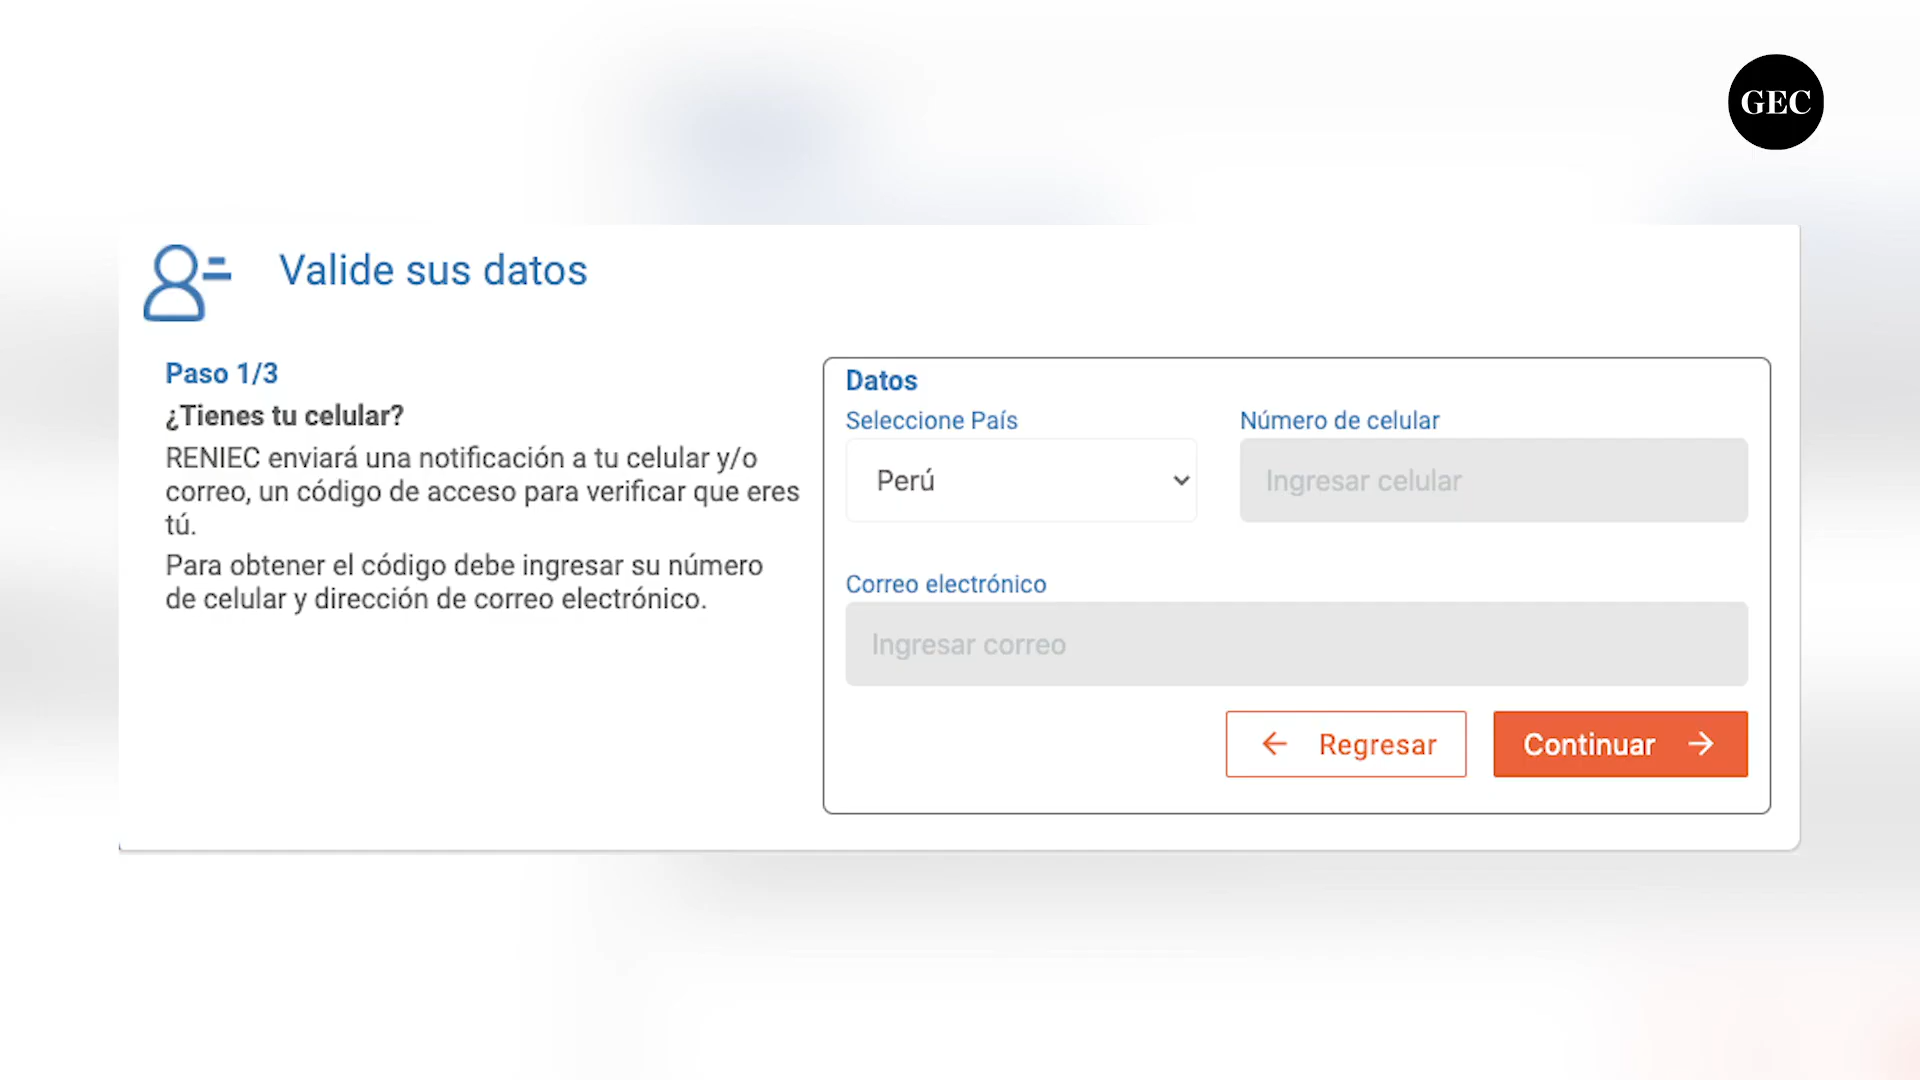 GEC
Valide sus datos
Paso 1/3
¿Tienes tu celular?
RENIEC enviará una notificación a tu celular y/o
correo, un código de acceso para verificar que eres
tú.
Para obtener el código debe ingresar su número
de celular y dirección de correo electrónico.
Datos
Seleccione País
Número de celular
Perú
Ingresar celular
Correo electrónico
Ingresar correo
Regresar
Continuar